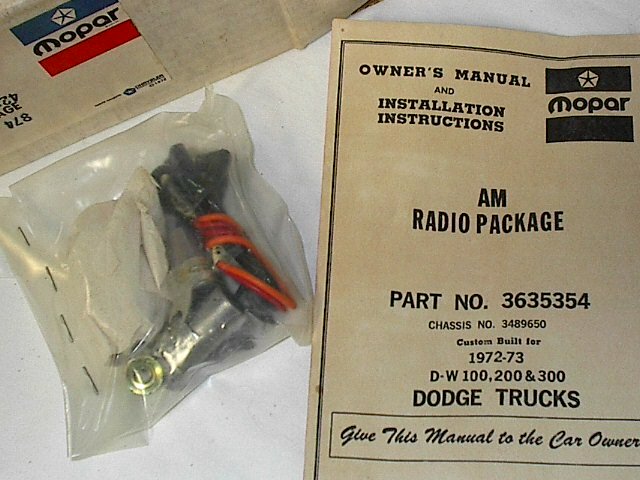 Mopar
874
OWNER'S MANUAL
AND
INSTALLATION
INSTRUCTIONS
Mopar
AM
RADIO PACKAGE
PART NO. 3635354
CHASSIS NO. 3489650
Custom Built for
1972-73
D-W 100, 200 & 300
DODGE TRUCKS
Give This Manual to the Car Owner